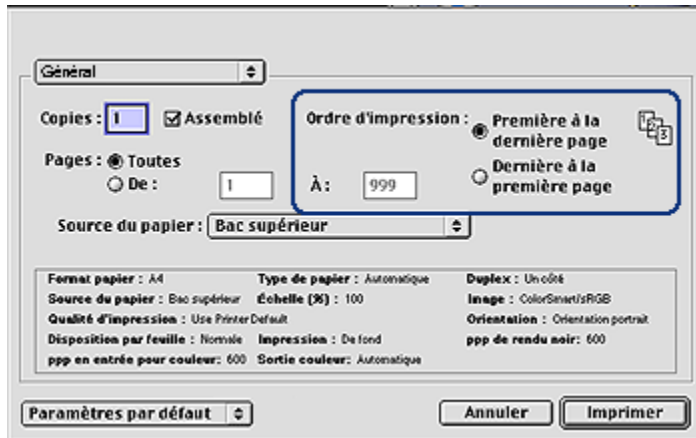 Général
Copies : 1 Assemblé Ordre d'impression : Première à la
dernière page
Pages : Toutes
De : 1 À : 999 Dernière à la
première page
Source du papier : Bac supérieur
Format papier : A4 Type de papier : Automatique Duplex : Un côté
Source du papier : Bac supérieur Échelle (%) : 100 Image : ColorSmart/sRGB
Qualité d'impression : Use Printer Default Orientation : Orientation portrait
Disposition par feuille : Normale Impression : De fond ppp de rendu noir: 600
ppp en entrée pour couleur: 600 Sortie couleur: Automatique
Paramètres par défaut Annuler Imprimer